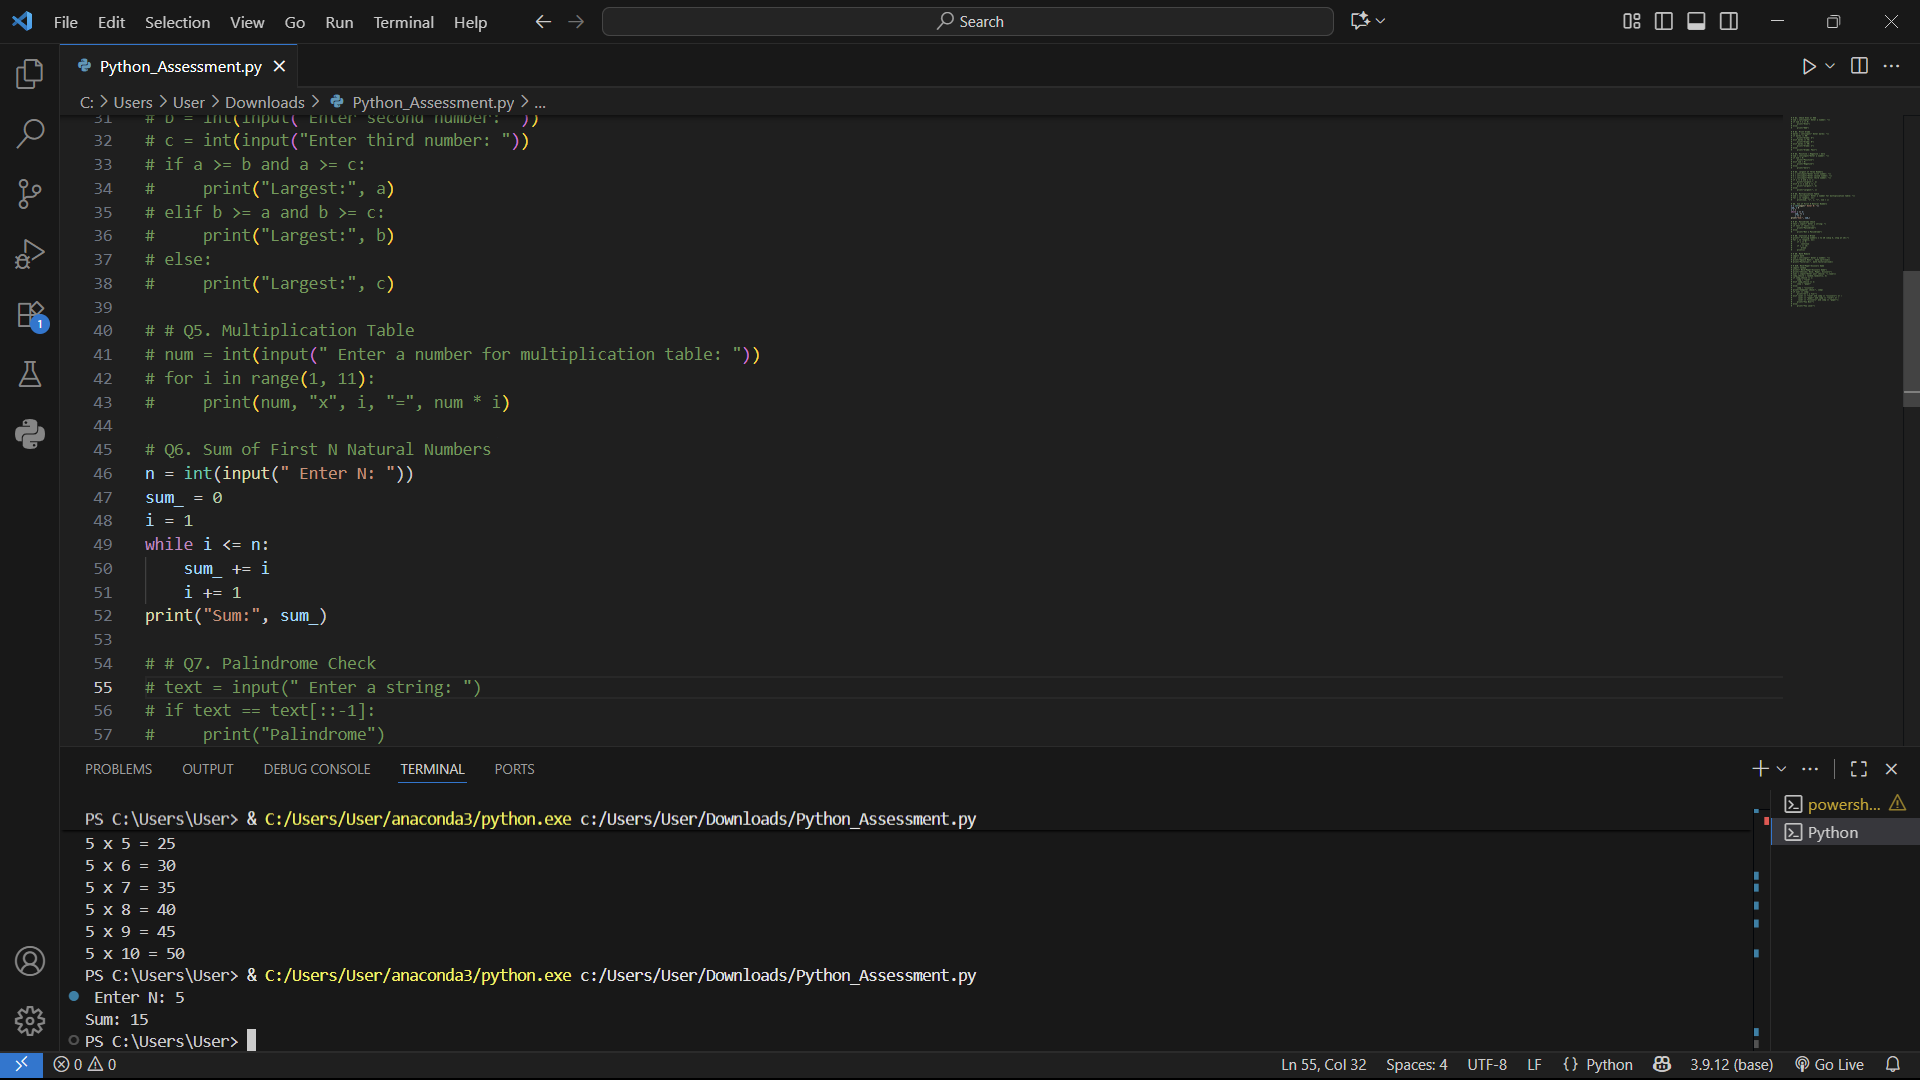 File Edit Selection View Go Run Terminal Help
Search
Python_Assessment.py
C: > Users > User > Downloads > Python_Assessment.py > ...
31 # b = int(input("Enter second number: "))
32 # c = int(input("Enter third number: "))
33 # if a >= b and a >= c:
34 #     print("Largest:", a)
35 # elif b >= a and b >= c:
36 #     print("Largest:", b)
37 # else:
38 #     print("Largest:", c)
39
40 # # Q5. Multiplication Table
41 # num = int(input(" Enter a number for multiplication table: "))
42 # for i in range(1, 11):
43 #     print(num, "x", i, "=", num * i)
44
45 # Q6. Sum of First N Natural Numbers
46 n = int(input(" Enter N: "))
47 sum_ = 0
48 i = 1
49 while i <= n:
50     sum_ += i
51     i += 1
52 print("Sum:", sum_)
53
54 # # Q7. Palindrome Check
55 # text = input(" Enter a string: ")
56 # if text == text[::-1]:
57 #     print("Palindrome")
PROBLEMS OUTPUT DEBUG CONSOLE TERMINAL PORTS
powersh...
Python
PS C:\Users\User> & C:/Users/User/anaconda3/python.exe c:/Users/User/Downloads/Python_Assessment.py
5 x 5 = 25
5 x 6 = 30
5 x 7 = 35
5 x 8 = 40
5 x 9 = 45
5 x 10 = 50
PS C:\Users\User> & C:/Users/User/anaconda3/python.exe c:/Users/User/Downloads/Python_Assessment.py
 Enter N: 5
Sum: 15
PS C:\Users\User>
1
0 0 Ln 55, Col 32 Spaces: 4 UTF-8 LF {} Python 3.9.12 (base) Go Live